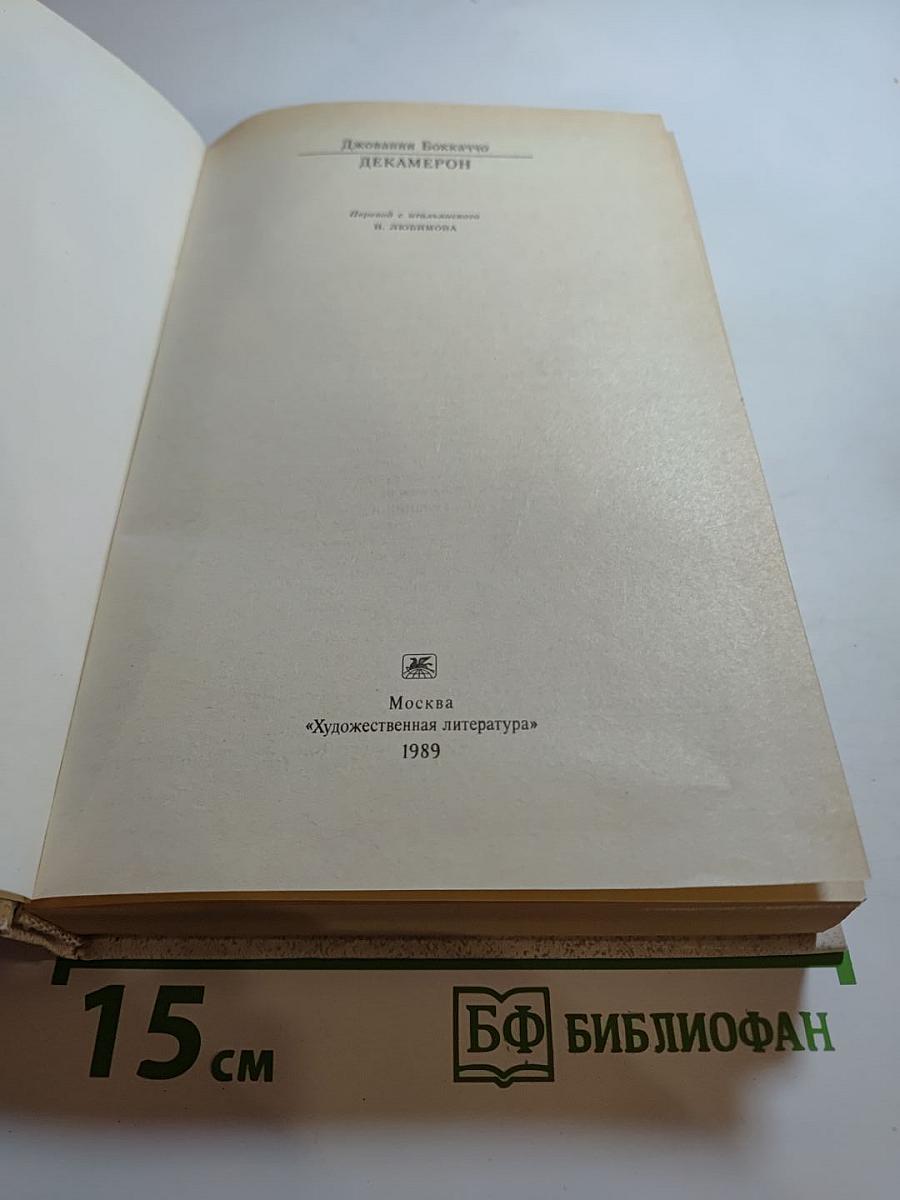 Джованни Боккаччо
ДЕКАМЕРОН
Перевод с итальянского
Н. ЛЮБИМОВА
Москва
«Художественная литература»
1989
15 см
БФ БИБЛИОФАН